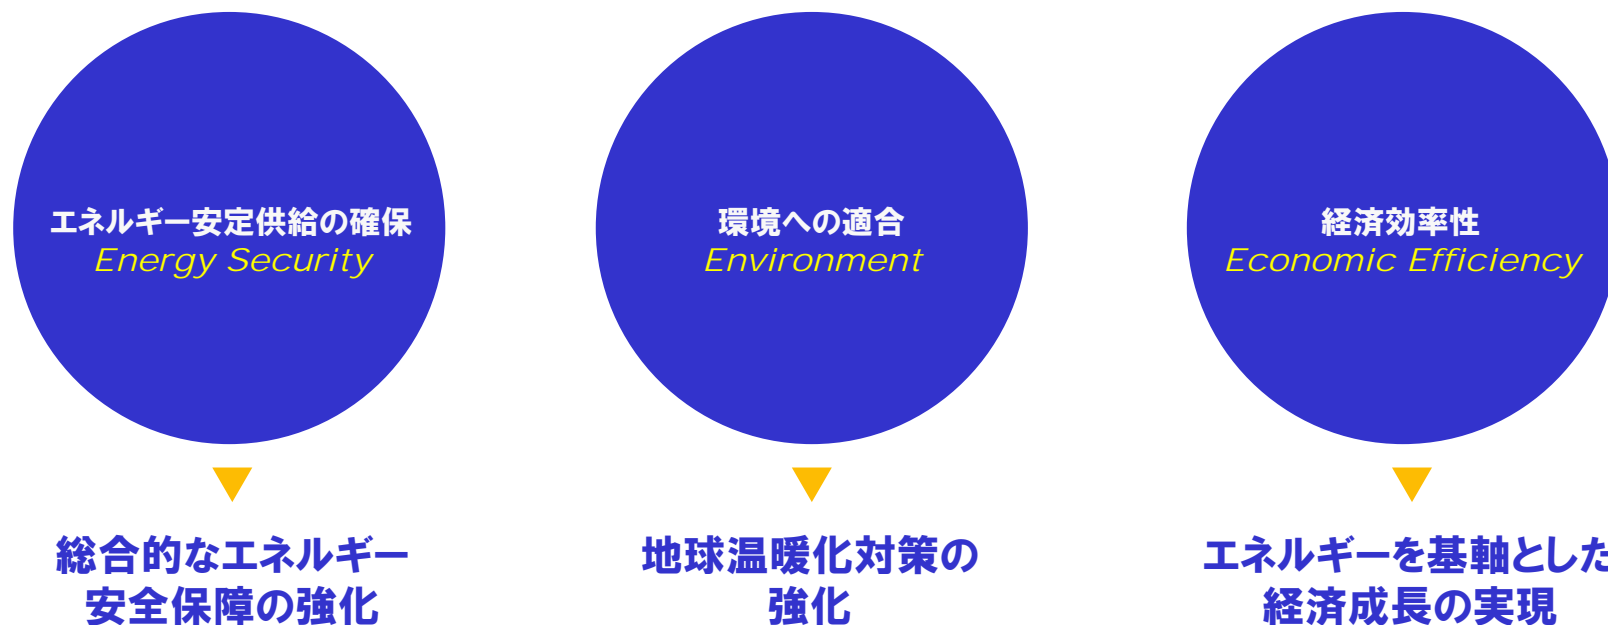 エネルギー安定供給の確保
Energy Security
環境への適合
Environment
経済効率性
Economic Efficiency
総合的なエネルギー
安全保障の強化
地球温暖化対策の
強化
エネルギーを基軸とした
経済成長の実現